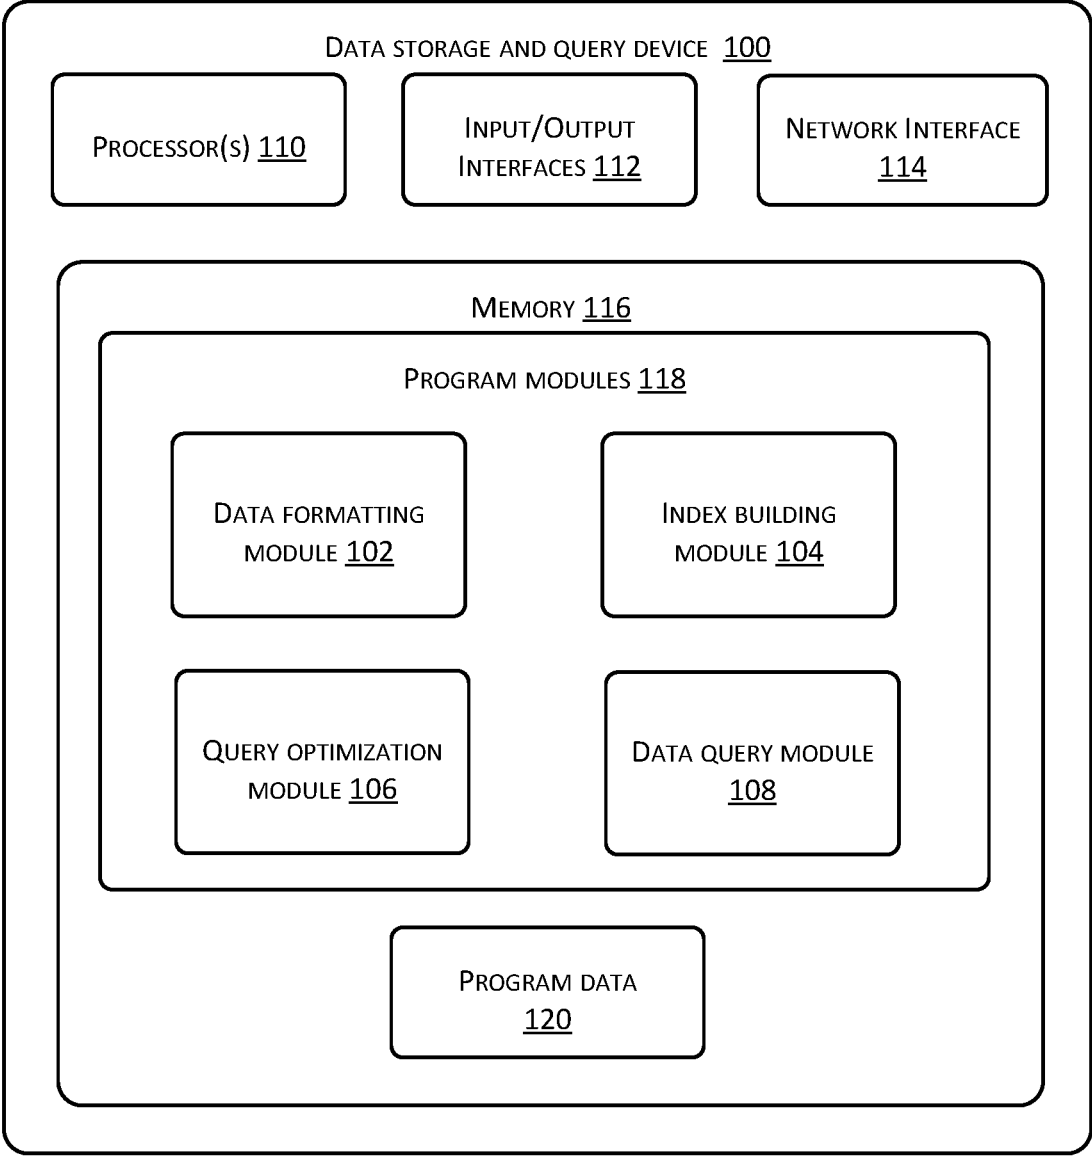 DATA STORAGE AND QUERY DEVICE 100
PROCESSOR(S) 110
INPUT/OUTPUT
INTERFACES 112
NETWORK INTERFACE
114
MEMORY 116
PROGRAM MODULES 118
DATA FORMATTING
MODULE 102
INDEX BUILDING
MODULE 104
QUERY OPTIMIZATION
MODULE 106
DATA QUERY MODULE
108
PROGRAM DATA
120